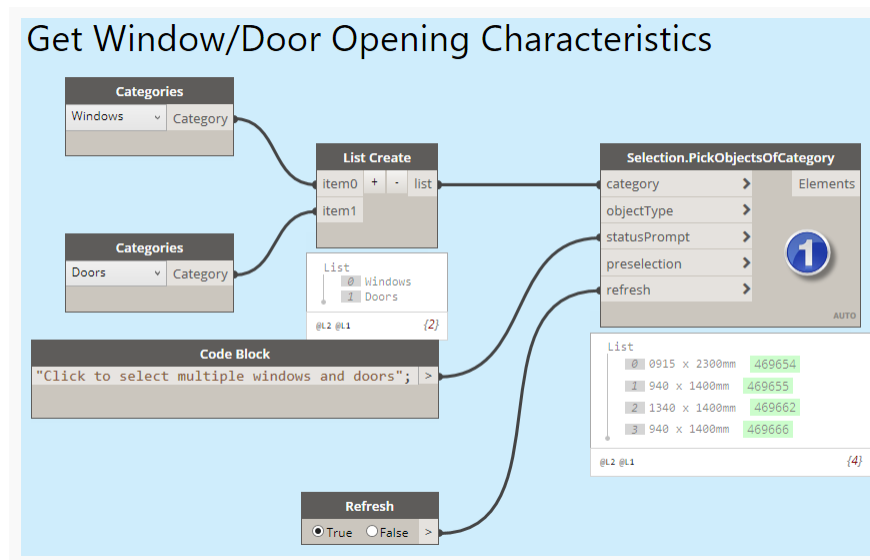 Get Window/Door Opening Characteristics
Categories
Windows Category
List Create
item0 + - list
item1
Selection.PickObjectsOfCategory
category > Elements
objectType >
statusPrompt >
preselection >
refresh >
1
AUTO
Categories
Doors Category
List
0 Windows
1 Doors
@L2 @L1 {2}
Code Block
"Click to select multiple windows and doors"; >
List
0 0915 x 2300mm 469654
1 940 x 1400mm 469655
2 1340 x 1400mm 469662
3 940 x 1400mm 469666
@L2 @L1 {4}
Refresh
True False >